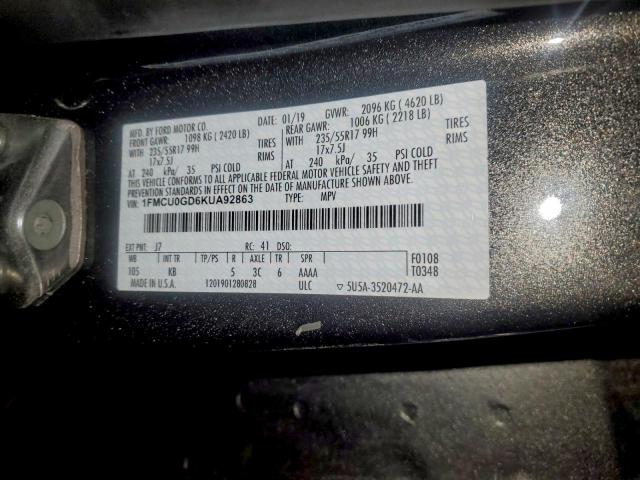 MFD. BY FORD MOTOR CO. DATE: 01/19 GVWR: 2096 KG ( 4620 LB)
FRONT GAWR: 1098 KG ( 2420 LB) REAR GAWR: 1006 KG ( 2218 LB)
WITH 235/55R17 99H TIRES WITH 235/55R17 99H TIRES
17x7.5J RIMS 17x7.5J RIMS
AT 240 kPa/ 35 PSI COLD AT 240 kPa/ 35 PSI COLD
THIS VEHICLE CONFORMS TO ALL APPLICABLE FEDERAL MOTOR VEHICLE SAFETY AND THEFT
PREVENTION STANDARDS IN EFFECT ON THE DATE OF MANUFACTURE SHOWN ABOVE.
VIN: 1FMCU0GD6KUA92863 TYPE: MPV
EXT PNT: J7 RC: 41 DSO: F0108
WB INT TR TP/PS R AXLE TR SPR T0348
105 KB 5 3C 6 AAAA
MADE IN U.S.A. 1201901280828 ULC ▽ 5U5A-3520472-AA